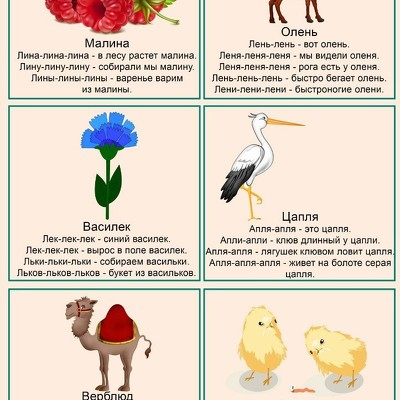 Малина
Лина-лина-лина - в лесу растет малина.
Лину-лину-лину - собирали мы малину.
Лины-лины-лины - варенье варим
из малины.
Олень
Лень-лень - вот олень.
Леня-леня-леня - мы видели оленя.
Леня-леня-леня - рога есть у оленя.
Лень-лень-лень - быстро бегает олень.
Лени-лени-лени - быстроногие олени.
Василек
Лек-лек-лек - синий василек.
Лек-лек-лек - вырос в поле василек.
Льки-льки-льки - собираем васильки.
Льков-льков-льков - букет из васильков.
Цапля
Апля-апля - это цапля.
Апли-апли - клюв длинный у цапли.
Апля-апля - лягушек клювом ловит цапля.
Апля-апля-апля - живет на болоте серая
цапля.
Верблюд